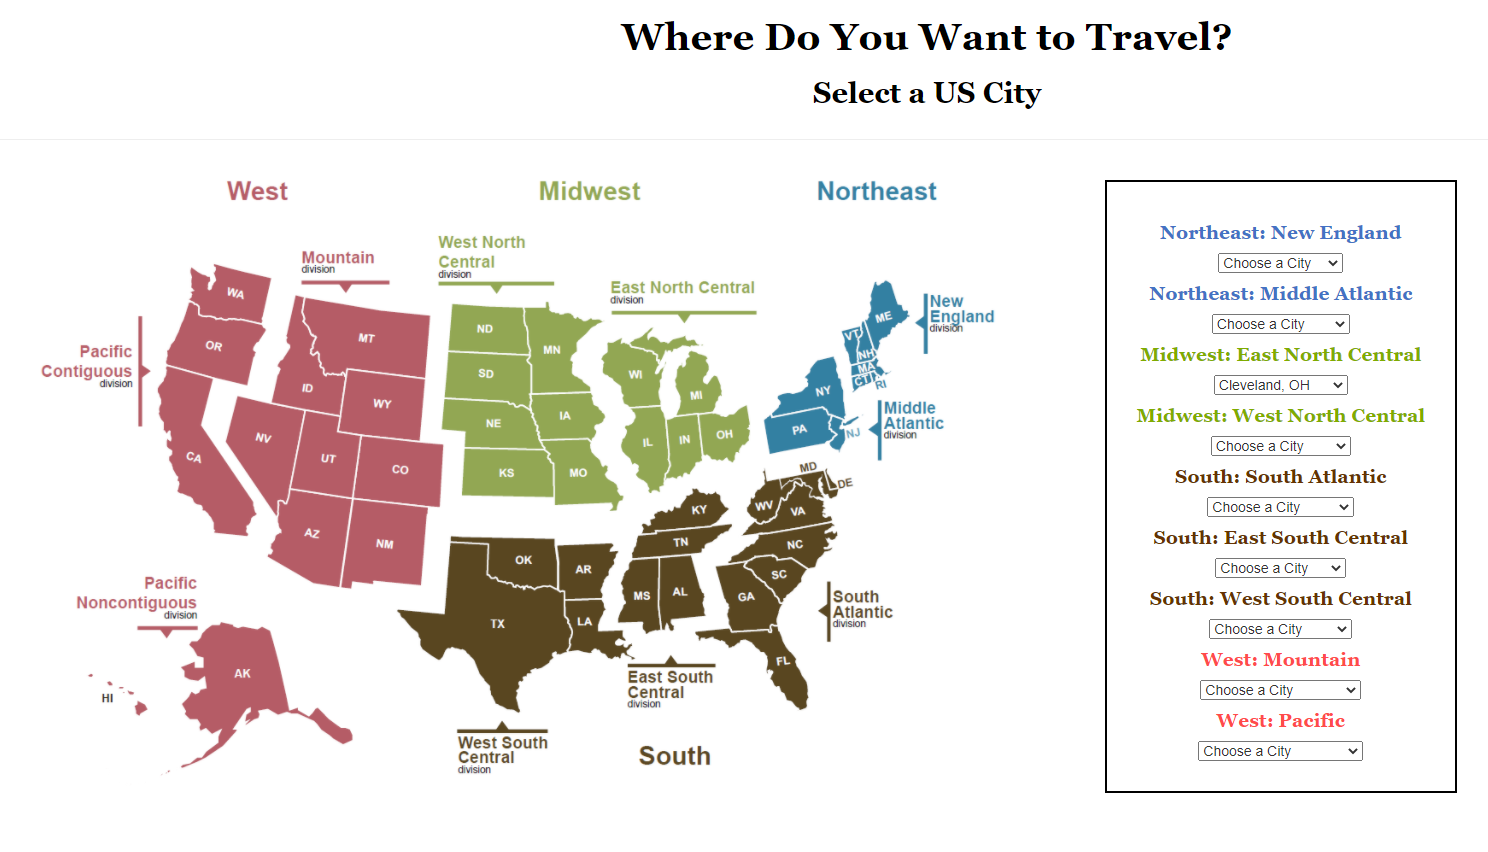 Where Do You Want to Travel?
Select a US City
West
Midwest
Northeast
Mountain
division
West North
Central
division
East North Central
division
New
England
division
Pacific
Contiguous
division
Middle
Atlantic
division
Pacific
Noncontiguous
division
South
Atlantic
division
East South
Central
division
West South
Central
division
South
WA
OR
CA
NV
ID
MT
WY
UT
CO
AZ
NM
AK
HI
ND
SD
NE
KS
MN
IA
MO
WI
MI
IL
IN
OH
ME
VT
NH
MA
CT
RI
NY
PA
NJ
MD
DE
WV
VA
KY
TN
NC
SC
GA
FL
MS
AL
OK
AR
TX
LA
Northeast: New England
Choose a City
Northeast: Middle Atlantic
Choose a City
Midwest: East North Central
Cleveland, OH
Midwest: West North Central
Choose a City
South: South Atlantic
Choose a City
South: East South Central
Choose a City
South: West South Central
Choose a City
West: Mountain
Choose a City
West: Pacific
Choose a City